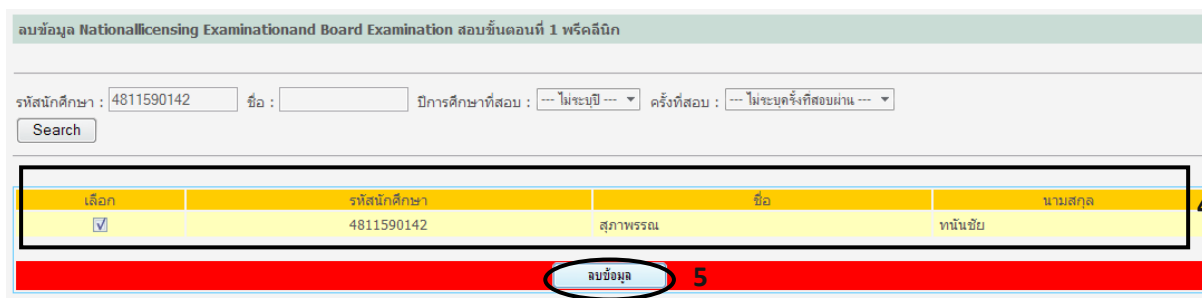 ลบข้อมูล Nationallicensing Examinationand Board Examination สอบขั้นตอนที่ 1 พรีคลีนิก
รหัสนักศึกษา : 4811590142 ชื่อ : ปีการศึกษาที่สอบ : --- ไม่ระบุปี --- ครั้งที่สอบ : --- ไม่ระบุครั้งที่สอบผ่าน ---
Search
เลือก รหัสนักศึกษา ชื่อ นามสกุล 4
4811590142 สุภาพรรณ ทนันชัย
ลบข้อมูล 5